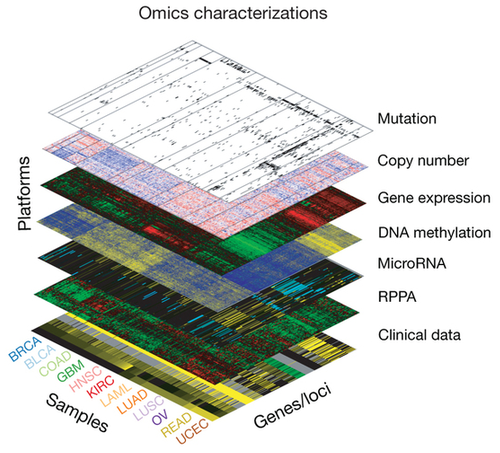 Omics characterizations
Mutation
Copy number
Gene expression
DNA methylation
MicroRNA
RPPA
Clinical data
Platforms
BRCA
BLCA
COAD
GBM
HNSC
KIRC
LAML
LUAD
LUSC
OV
READ
UCEC
Samples
Genes/loci